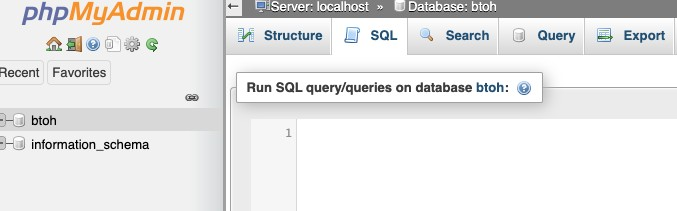 phpMyAdmin
Server: localhost » Database: btoh
Structure SQL Search Query Export
Recent Favorites
Run SQL query/queries on database btoh:
btoh
1
information_schema